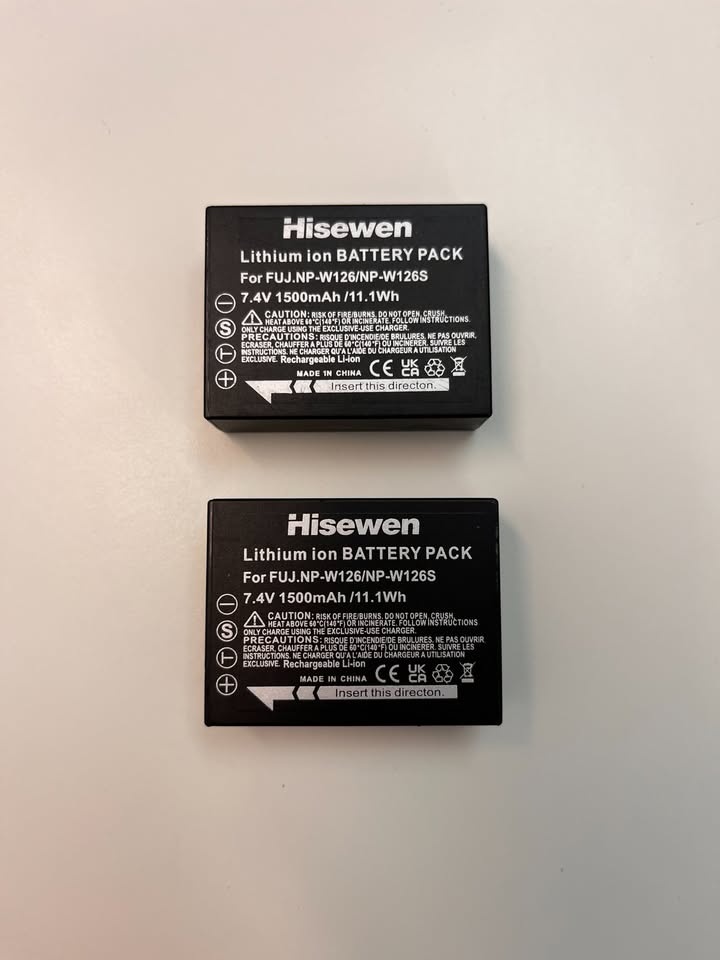 Hisewen
Lithium ion BATTERY PACK
For FUJ.NP-W126/NP-W126S
7.4V 1500mAh /11.1Wh
CAUTION: RISK OF FIRE/BURNS. DO NOT OPEN, CRUSH,
HEAT ABOVE 60°C(140°F) OR INCINERATE. FOLLOW INSTRUCTIONS.
ONLY CHARGE USING THE EXCLUSIVE-USE CHARGER.
PRECAUTIONS: RISQUE D'INCENDIE/DE BRULURES. NE PAS OUVRIR,
ECRASER, CHAUFFER A PLUS DE 60°C(140°F) OU INCINERER. SUIVRE LES
INSTRUCTIONS. NE CHARGER QU'A L'AIDE DU CHARGEUR A UTILISATION
EXCLUSIVE. Rechargeable Li-ion
S
T
MADE IN CHINA CE UK CA
Insert this directon.
Hisewen
Lithium ion BATTERY PACK
For FUJ.NP-W126/NP-W126S
7.4V 1500mAh /11.1Wh
CAUTION: RISK OF FIRE/BURNS. DO NOT OPEN, CRUSH,
HEAT ABOVE 60°C(140°F) OR INCINERATE. FOLLOW INSTRUCTIONS
ONLY CHARGE USING THE EXCLUSIVE-USE CHARGER.
PRECAUTIONS: RISQUE D'INCENDIE/DE BRULURES. NE PAS OUVRIR,
ECRASER, CHAUFFER A PLUS DE 60°C(140°F) OU INCINERER. SUIVRE LES
INSTRUCTIONS. NE CHARGER QU'A L'AIDE DU CHARGEUR A UTILISATION
EXCLUSIVE. Rechargeable Li-ion
S
T
MADE IN CHINA CE UK CA
Insert this directon.